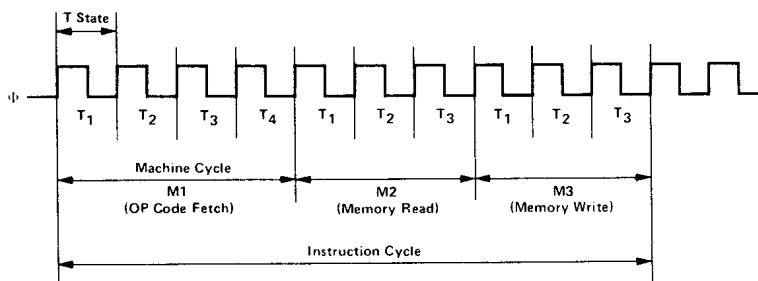 T State
Φ
T1 T2 T3 T4 T1 T2 T3 T1 T2 T3
Machine Cycle
M1 M2 M3
(OP Code Fetch) (Memory Read) (Memory Write)
Instruction Cycle